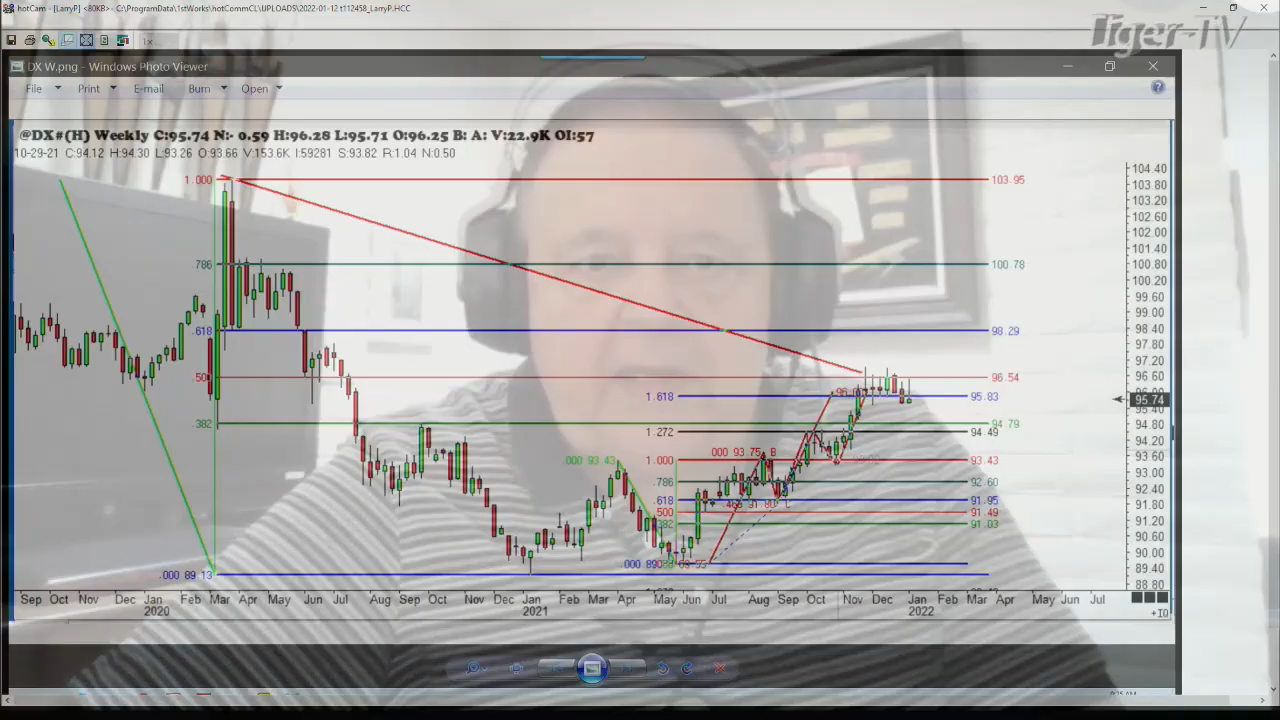 hotCam - [LarryP] <80KB> - C:\ProgramData\1stWorks\hotCommCL\UPLOADS\2022-01-12 t112458_LarryP.HCC
Tiger-TV
DX W.png - Windows Photo Viewer
File Print E-mail Burn Open
@DX#(H) Weekly C:95.74 N:- 0.59 H:96.28 L:95.71 O:96.25 B: A: V:22.9K OI:57
10-29-21 C:94.12 H:94.30 L:93.26 O:93.66 V:153.6K I:59281 S:93.82 R:1.04 N:0.50
104.40
1.000 103.95 103.80
103.20
102.60
102.00
101.40
.786 100.78 100.80
100.20
99.60
99.00
.618 98.29 98.40
97.80
97.20
96.54 96.60
1.618 95.83
95.74
95.40
.382 94.79 94.80
1.272 94.49
94.20
000 93.75 B
000 93.43 1.000 93.43 93.60
93.00
.786 92.60 92.40
.618 91.95 91.80
.500 91.49
.382 91.03 91.20
90.60
90.00
89.40
.000 89.13
88.80
Sep Oct Nov Dec Jan Feb Mar Apr May Jun Jul Aug Sep Oct Nov Dec Jan Feb Mar Apr May Jun Jul Aug Sep Oct Nov Dec Jan Feb Mar Apr May Jun Jul
2020 2021 2022
+10